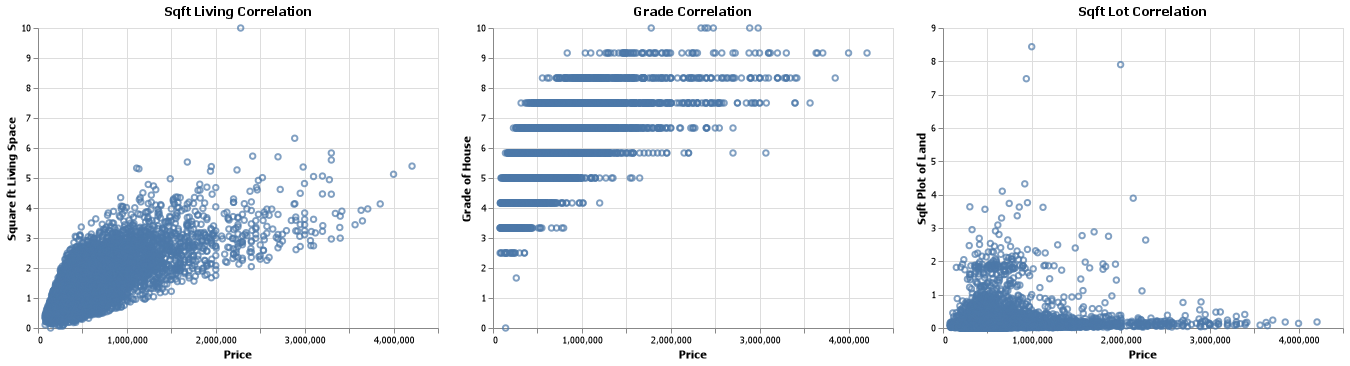 Sqft Living Correlation
Square ft Living Space
10
9
8
7
6
5
4
3
2
1
0
0 1,000,000 2,000,000 3,000,000 4,000,000
Price
Grade Correlation
Grade of House
10
9
8
7
6
5
4
3
2
1
0
0 1,000,000 2,000,000 3,000,000 4,000,000
Price
Sqft Lot Correlation
Sqft Plot of Land
9
8
7
6
5
4
3
2
1
0
0 1,000,000 2,000,000 3,000,000 4,000,000
Price